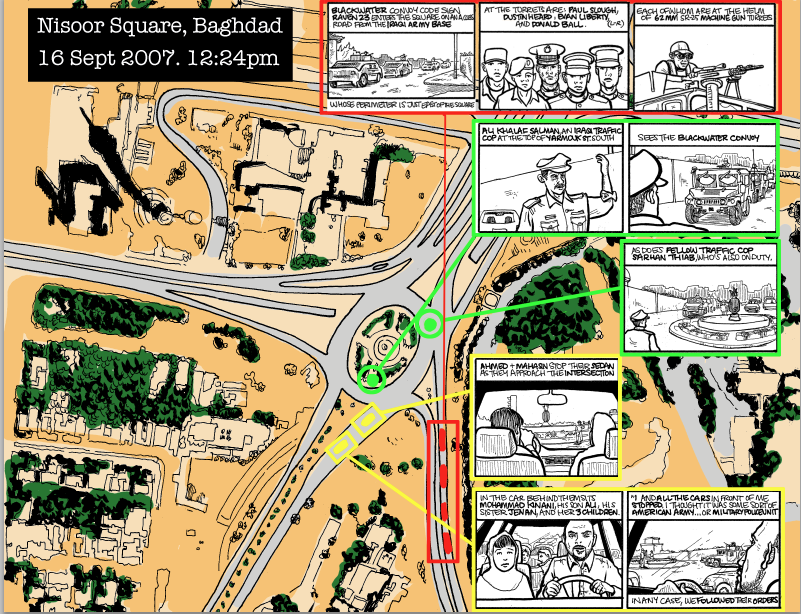 Nisoor Square, Baghdad
16 Sept 2007. 12:24pm
BLACKWATER CONVOY CODE SIGN
RAVEN 23 ENTERS THE SQUARE ON AN ACCESS
ROAD FROM THE IRAQI ARMY BASE
WHOSE PERIMETER IS JUST EAST OF THE SQUARE
AT THE TURRETS ARE: PAUL SLOUGH,
DUSTIN HEARD, EVAN LIBERTY,
AND DONALD BALL. (L-R)
EACH OF WHOM ARE AT THE HELM
OF 62MM SR-25 MACHINE GUN TURRETS
ALI KHALAF SALMAN, AN IRAQI TRAFFIC
COP AT THE TOP OF YARMOUK ST. SOUTH
SEES THE BLACKWATER CONVOY
AS DOES FELLOW TRAFFIC COP
SARHAN THIAB, WHO'S ALSO ON DUTY.
AHMED + MAHASN STOP THEIR SEDAN
AS THEY APPROACH THE INTERSECTION
IN THE CAR BEHIND THEM SITS
MOHAMMAD KINANI, HIS SON ALI, HIS
SISTER, JENAN, AND HER 3 CHILDREN.
"I AND ALL THE CARS IN FRONT OF ME
STOPPED. I THOUGHT IT WAS SOME SORT OF
AMERICAN ARMY... OR MILITARY POLICE UNIT
IN ANY CASE, WE FOLLOWED THEIR ORDERS